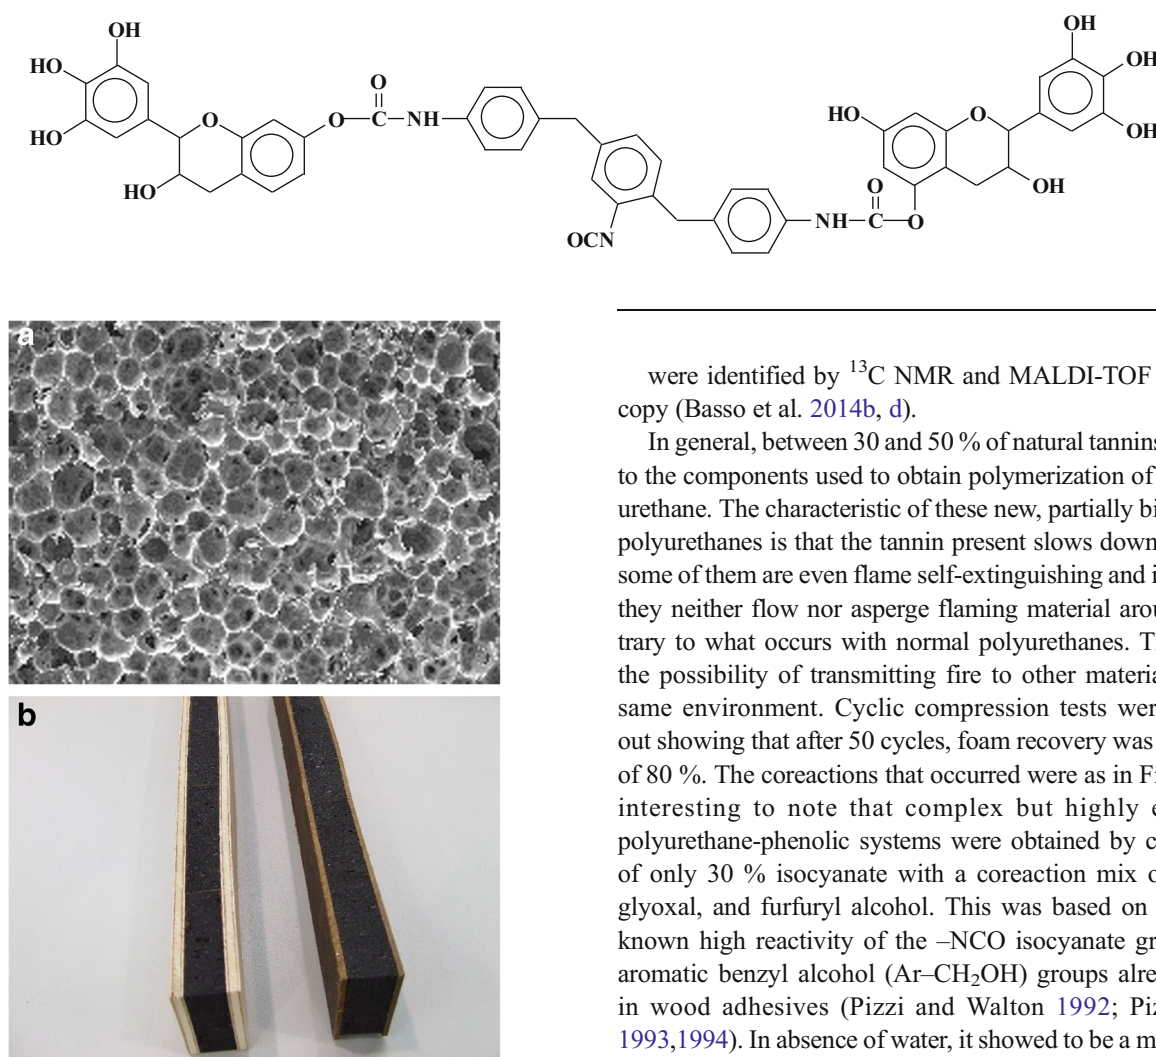 OH
HO
HO
O
HO
O
O
C
NH
OCN
NH
O
C
O
HO
O
OH
OH
OH
OH
a
b
were identified by ¹³C NMR and MALDI-TOF
copy (Basso et al. 2014b, d).
In general, between 30 and 50 % of natural tannins
to the components used to obtain polymerization of
urethane. The characteristic of these new, partially
polyurethanes is that the tannin present slows down
some of them are even flame self-extinguishing and
they neither flow nor asperge flaming material
trary to what occurs with normal polyurethanes.
the possibility of transmitting fire to other
same environment. Cyclic compression tests
out showing that after 50 cycles, foam recovery was
of 80 %. The coreactions that occurred were as in
interesting to note that complex but highly
polyurethane-phenolic systems were obtained by
of only 30 % isocyanate with a coreaction mix
glyoxal, and furfuryl alcohol. This was based on
known high reactivity of the –NCO isocyanate
aromatic benzyl alcohol (Ar–CH₂OH) groups
in wood adhesives (Pizzi and Walton 1992;
1993,1994). In absence of water, it showed to be a